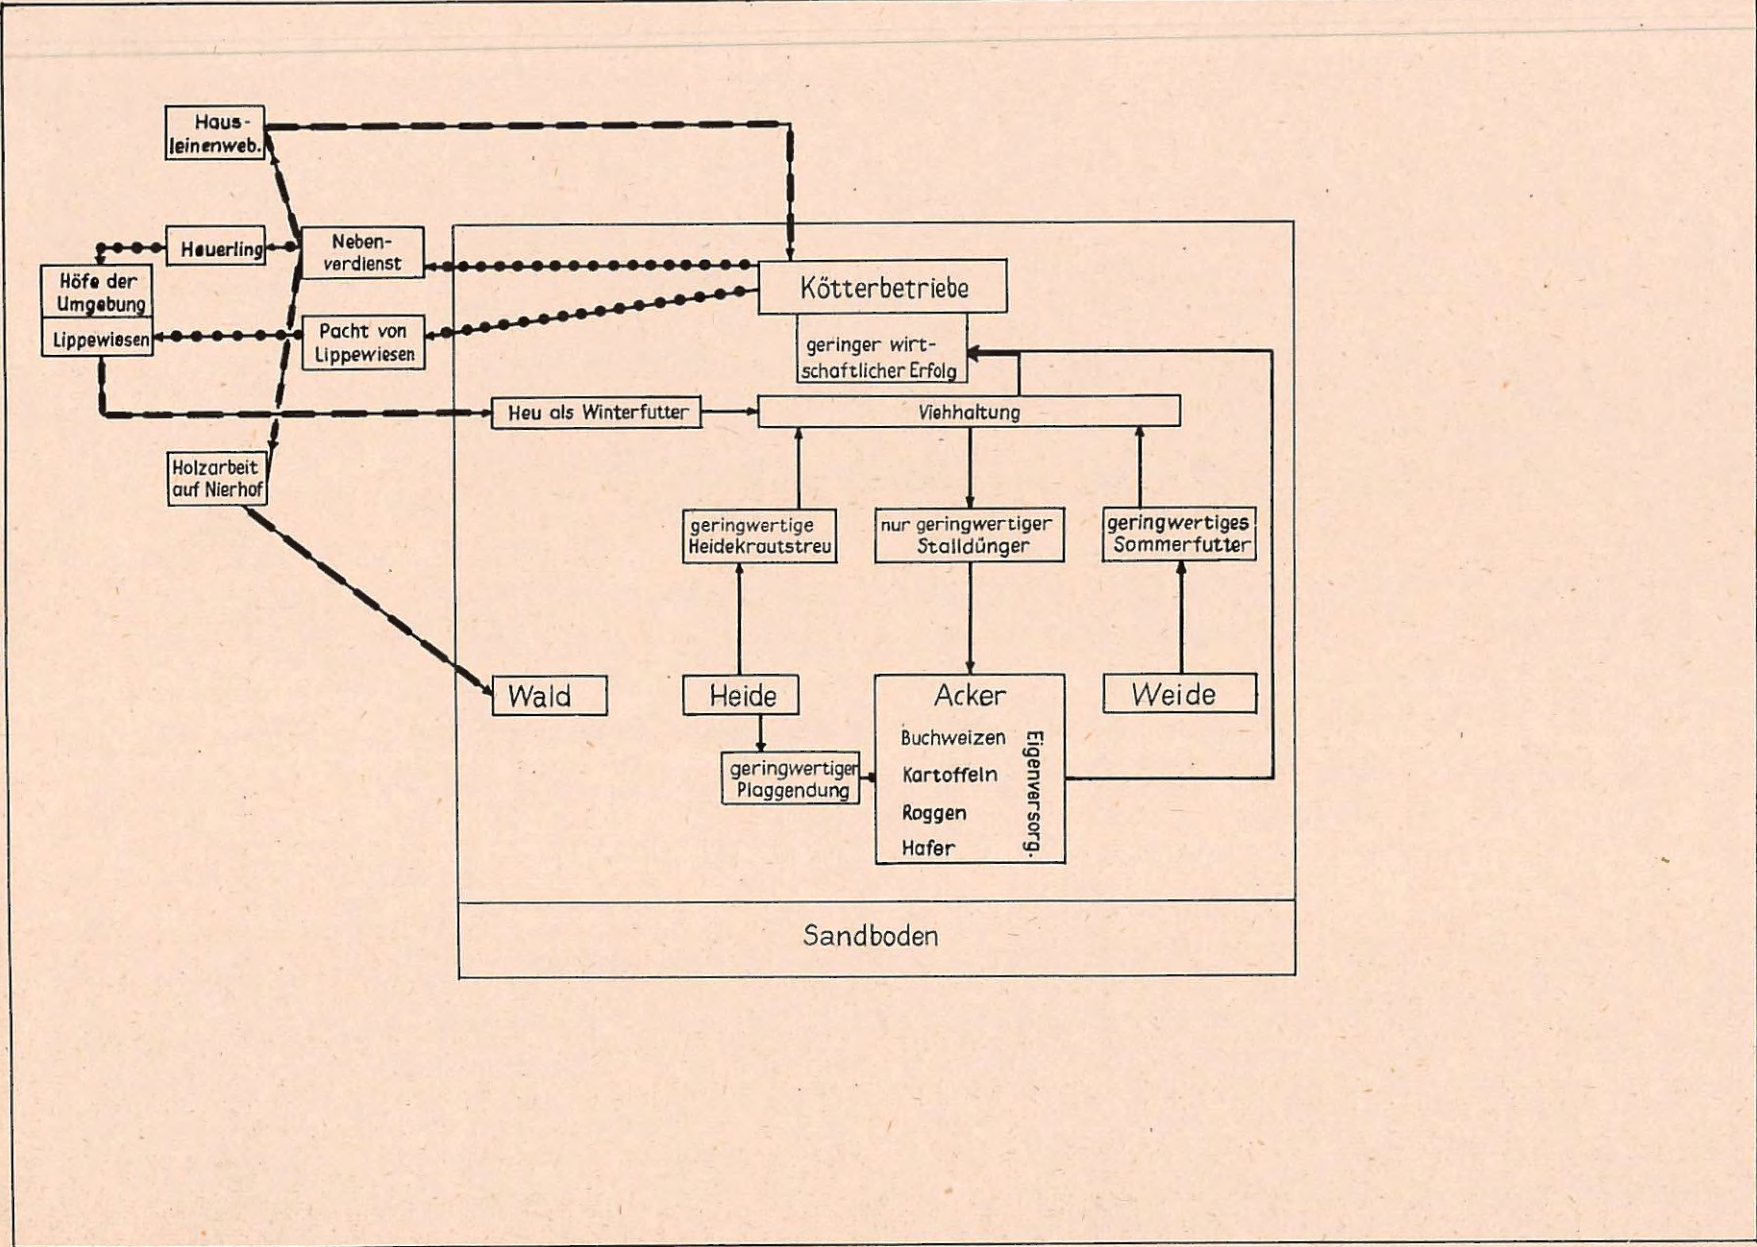 Haus-
leinenweb.
Heuerling
Neben-
verdienst
Höfe der
Umgebung
Lippewiesen
Pacht von
Lippewiesen
Kötterbetriebe
geringer wirt-
schaftlicher Erfolg
Heu als Winterfutter
Viehhaltung
Holzarbeit
auf Nierhof
geringwertige
Heidekrautstreu
nur geringwertiger
Stalldünger
geringwertiges
Sommerfutter
Wald
Heide
Acker
Weide
Buchweizen
Kartoffeln
Roggen
Hafer
Eigenversorg.
geringwertiger
Plaggendung
Sandboden